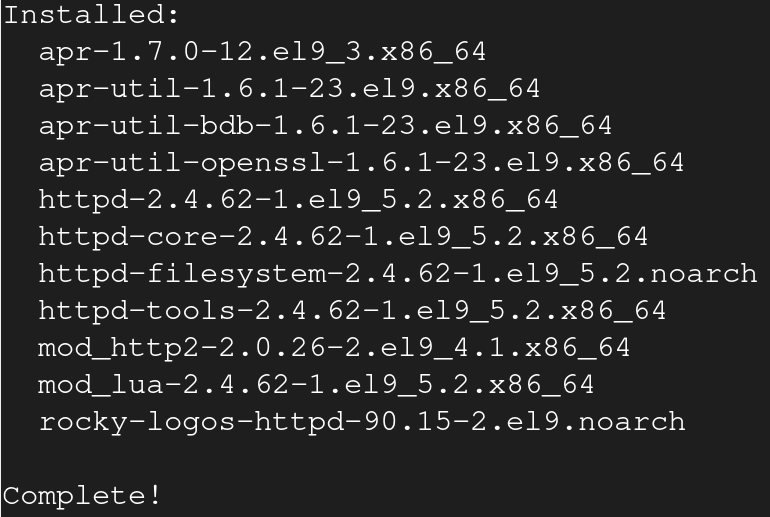 Installed:
apr-1.7.0-12.el9_3.x86_64
apr-util-1.6.1-23.el9.x86_64
apr-util-bdb-1.6.1-23.el9.x86_64
apr-util-openssl-1.6.1-23.el9.x86_64
httpd-2.4.62-1.el9_5.2.x86_64
httpd-core-2.4.62-1.el9_5.2.x86_64
httpd-filesystem-2.4.62-1.el9_5.2.noarch
httpd-tools-2.4.62-1.el9_5.2.x86_64
mod_http2-2.0.26-2.el9_4.1.x86_64
mod_lua-2.4.62-1.el9_5.2.x86_64
rocky-logos-httpd-90.15-2.el9.noarch
Complete!